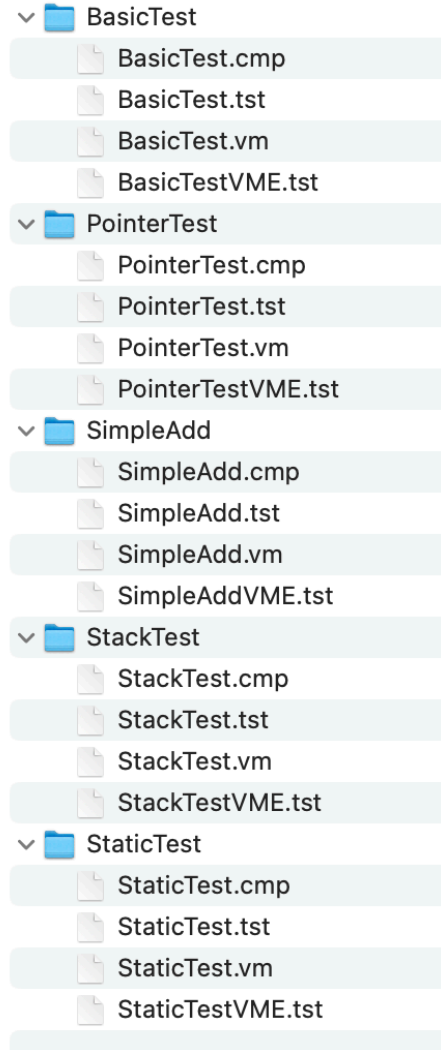 BasicTest
BasicTest.cmp
BasicTest.tst
BasicTest.vm
BasicTestVME.tst
PointerTest
PointerTest.cmp
PointerTest.tst
PointerTest.vm
PointerTestVME.tst
SimpleAdd
SimpleAdd.cmp
SimpleAdd.tst
SimpleAdd.vm
SimpleAddVME.tst
StackTest
StackTest.cmp
StackTest.tst
StackTest.vm
StackTestVME.tst
StaticTest
StaticTest.cmp
StaticTest.tst
StaticTest.vm
StaticTestVME.tst